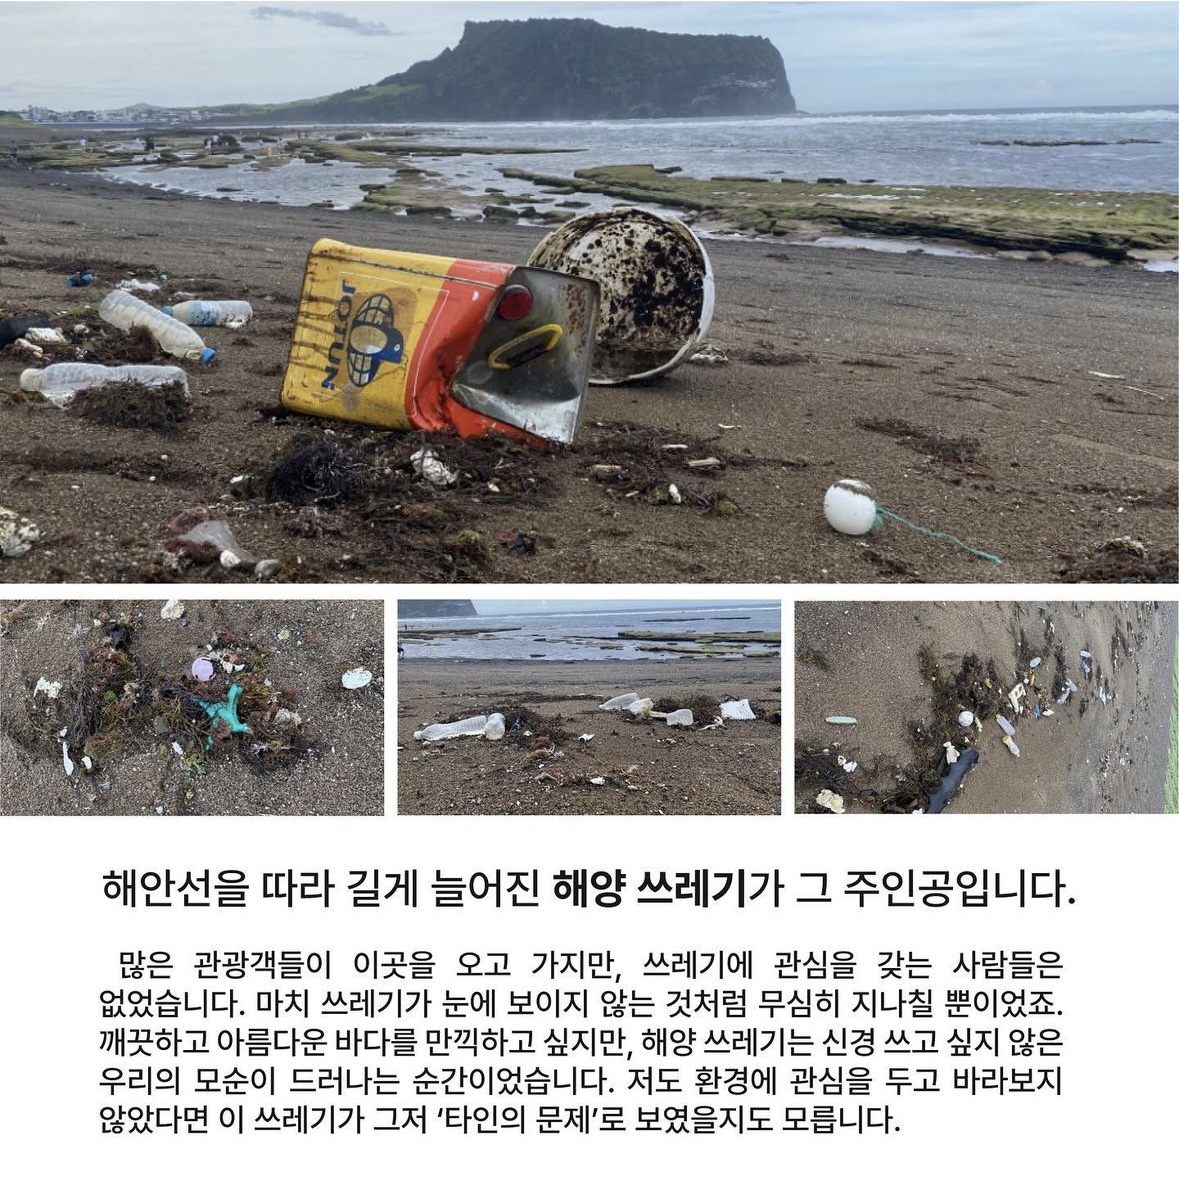 JOTUN
해안선을 따라 길게 늘어진 해양 쓰레기가 그 주인공입니다.
많은 관광객들이 이곳을 오고 가지만, 쓰레기에 관심을 갖는 사람들은
없었습니다. 마치 쓰레기가 눈에 보이지 않는 것처럼 무심히 지나칠 뿐이었죠.
깨끗하고 아름다운 바다를 만끽하고 싶지만, 해양 쓰레기는 신경 쓰고 싶지 않은
우리의 모순이 드러나는 순간이었습니다. 저도 환경에 관심을 두고 바라보지
않았다면 이 쓰레기가 그저 ‘타인의 문제’로 보였을지도 모릅니다.